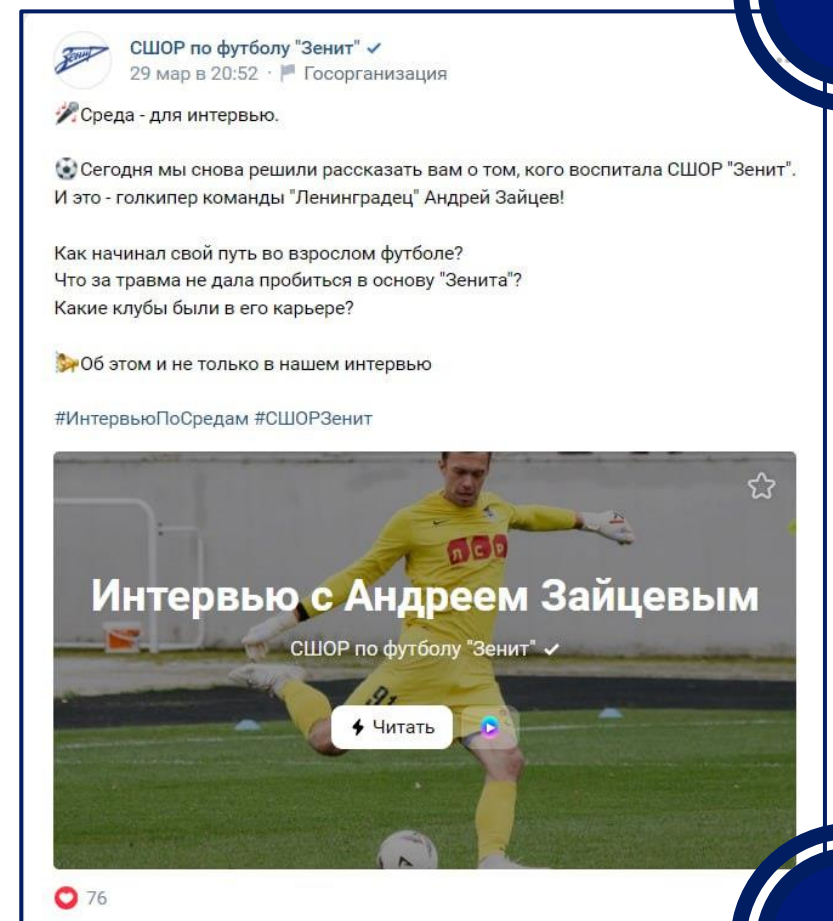 Зенит
СШОР по футболу "Зенит"
29 мар в 20:52 · Госорганизация
Среда - для интервью.
Сегодня мы снова решили рассказать вам о том, кого воспитала СШОР "Зенит".
И это - голкипер команды "Ленинградец" Андрей Зайцев!
Как начинал свой путь во взрослом футболе?
Что за травма не дала пробиться в основу "Зенита"?
Какие клубы были в его карьере?
Об этом и не только в нашем интервью
#ИнтервьюПоСредам #СШОРЗенит
ЛСР
Интервью с Андреем Зайцевым
СШОР по футболу "Зенит"
91
Читать
76